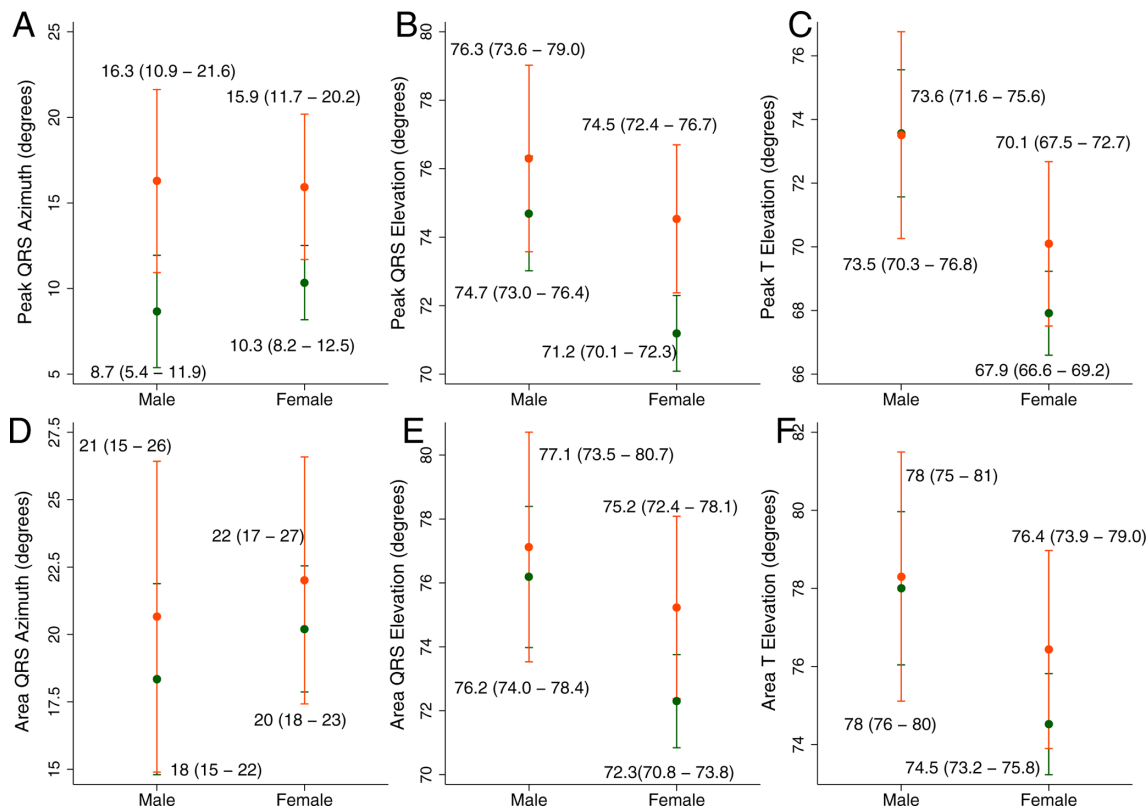 A
Peak QRS Azimuth (degrees)
25
20
15
10
5
16.3 (10.9 – 21.6)
15.9 (11.7 – 20.2)
10.3 (8.2 – 12.5)
8.7 (5.4 – 11.9)
Male
Female
B
Peak QRS Elevation (degrees)
80
78
76
74
72
70
76.3 (73.6 – 79.0)
74.5 (72.4 – 76.7)
74.7 (73.0 – 76.4)
71.2 (70.1 – 72.3)
Male
Female
C
Peak T Elevation (degrees)
76
74
72
70
68
66
73.6 (71.6 – 75.6)
70.1 (67.5 – 72.7)
73.5 (70.3 – 76.8)
67.9 (66.6 – 69.2)
Male
Female
D
Area QRS Azimuth (degrees)
27.5
25
22.5
20
17.5
15
21 (15 – 26)
22 (17 – 27)
20 (18 – 23)
18 (15 – 22)
Male
Female
E
Area QRS Elevation (degrees)
80
78
76
74
72
70
77.1 (73.5 – 80.7)
75.2 (72.4 – 78.1)
76.2 (74.0 – 78.4)
72.3(70.8 – 73.8)
Male
Female
F
Area T Elevation (degrees)
82
80
78
76
74
78 (75 – 81)
76.4 (73.9 – 79.0)
78 (76 – 80)
74.5 (73.2 – 75.8)
Male
Female